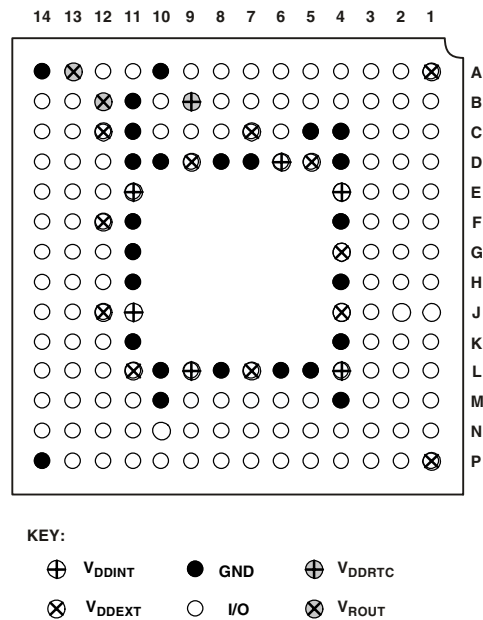 14 13 12 11 10 9 8 7 6 5 4 3 2 1
A
B
C
D
E
F
G
H
J
K
L
M
N
P
KEY:
VDDINT GND VDDRTC
VDDEXT I/O VROUT